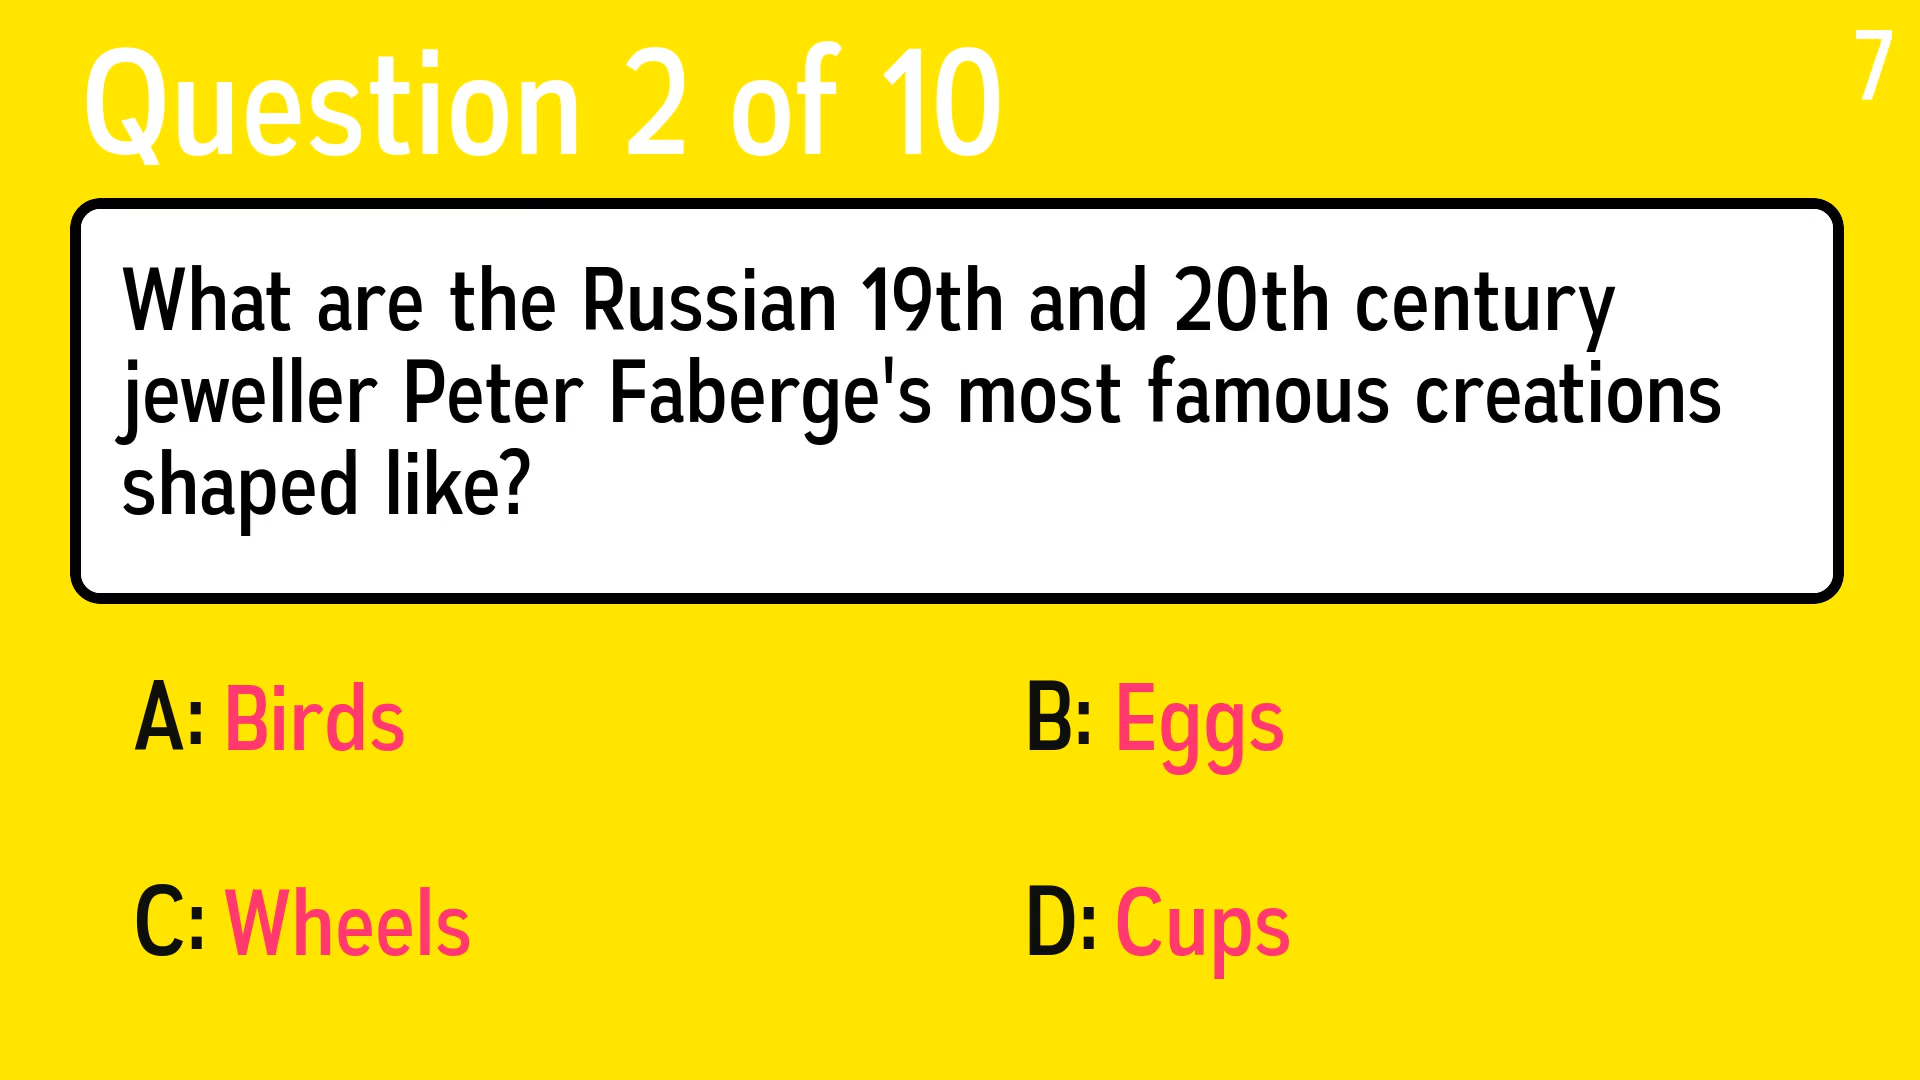 Question 2 of 10
7
What are the Russian 19th and 20th century
jeweller Peter Faberge's most famous creations
shaped like?
A: Birds
B: Eggs
C: Wheels
D: Cups